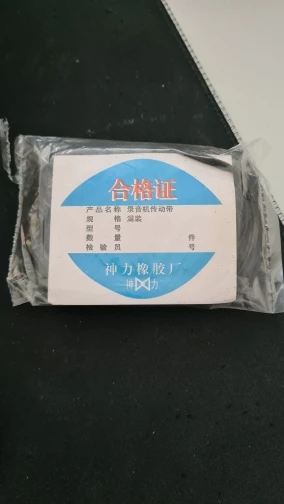 合格证
产品名称 录音机传动带
规格 混装
型号
数量 件
检验员 号
神力橡胶厂
神 力